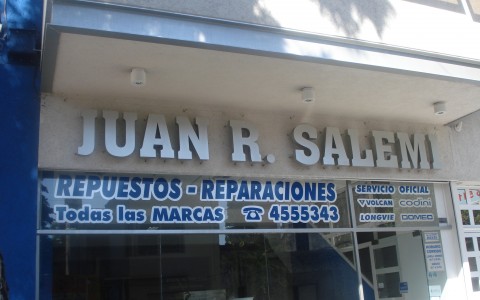 JUAN R. SALEMI
REPUESTOS - REPARACIONES
Todas las MARCAS ☎ 4555343
SERVICIO OFICIAL
VOLCAN codini
LONGVIE DOMEC